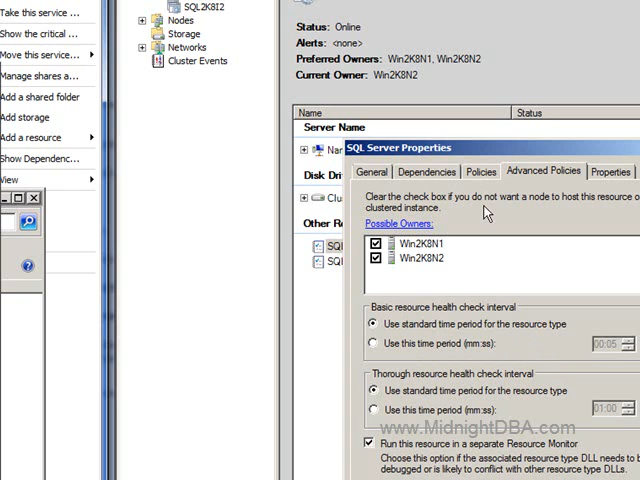 Take this service ...
Show the critical ...
Move this service...
Manage shares a...
Add a shared folder
Add storage
Add a resource
Show Dependenc...
View
SQL2K8I2
Nodes
Storage
Networks
Cluster Events
Status: Online
Alerts: <none>
Preferred Owners: Win2K8N1, Win2K8N2
Current Owner: Win2K8N2
Name Status
Server Name
Nar
Disk Dri
Clu
Other Re
SQL
SQL
SQL Server Properties
General Dependencies Policies Advanced Policies Properties
Clear the check box if you do not want a node to host this resource o
clustered instance.
Possible Owners:
Win2K8N1
Win2K8N2
Basic resource health check interval
Use standard time period for the resource type
Use this time period (mm:ss): 00:05
Thorough resource health check interval
Use standard time period for the resource type
Use this time period (mm:ss): 01:00
www.MidnightDBA.com
Run this resource in a separate Resource Monitor
Choose this option if the associated resource type DLL needs to b
debugged or is likely to conflict with other resource type DLLs.